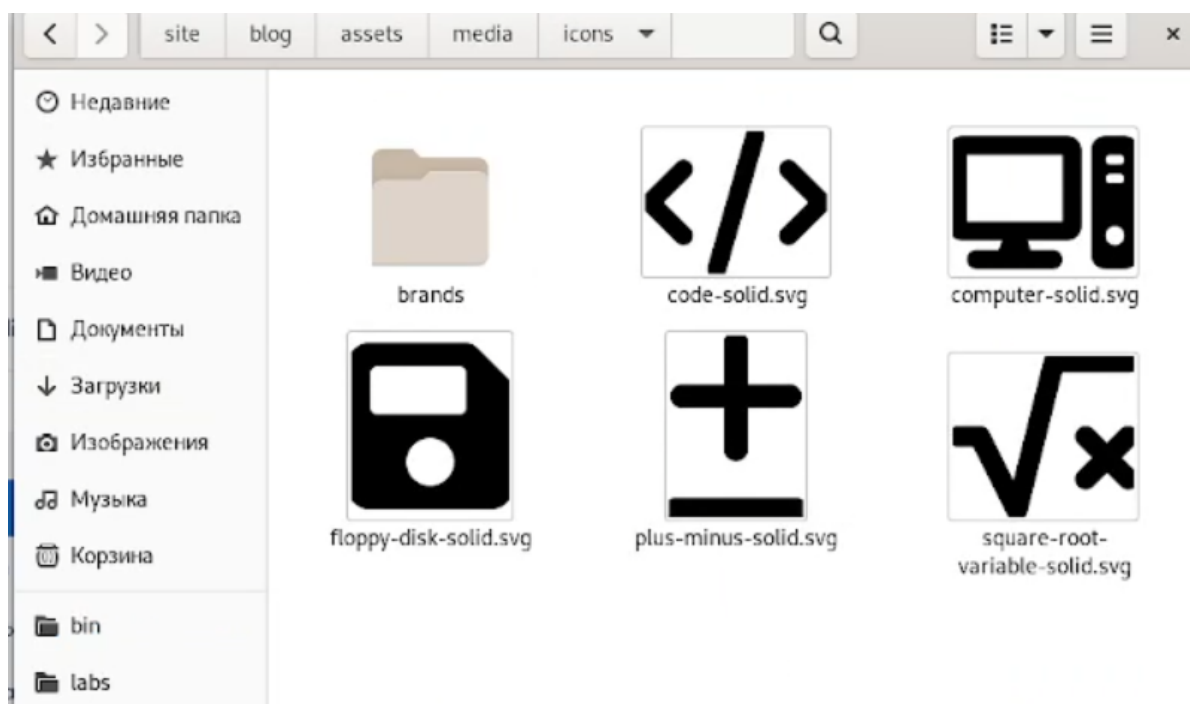 site blog assets media icons
Недавние
Избранные
Домашняя папка
Видео
Документы
Загрузки
Изображения
Музыка
Корзина
bin
labs
brands
code-solid.svg
computer-solid.svg
floppy-disk-solid.svg
plus-minus-solid.svg
square-root-
variable-solid.svg